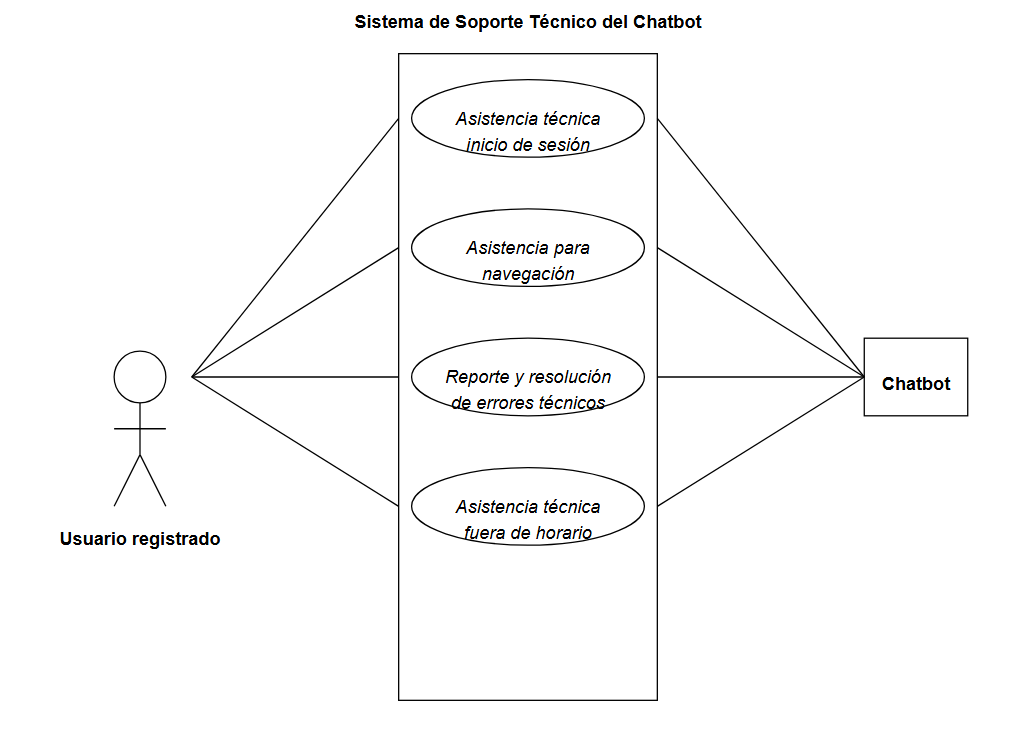 Sistema de Soporte Técnico del Chatbot
Asistencia técnica
inicio de sesión
Asistencia para
navegación
Reporte y resolución
de errores técnicos
Chatbot
Asistencia técnica
fuera de horario
Usuario registrado